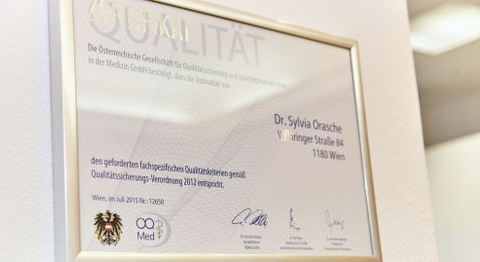 QUALITÄT
Die Österreichische Gesellschaft für Qualitätssicherung und Qualitätsmanagement
in der Medizin GmbH bestätigt, dass die Ordination von
Dr. Sylvia Orasche
Währinger Straße 84
1180 Wien
den geforderten fachspezifischen Qualitätskriterien gemäß
Qualitätssicherungs-Verordnung 2012 entspricht.
Wien, im Juli 2015 Nr.: 12650
ÖQ
Med